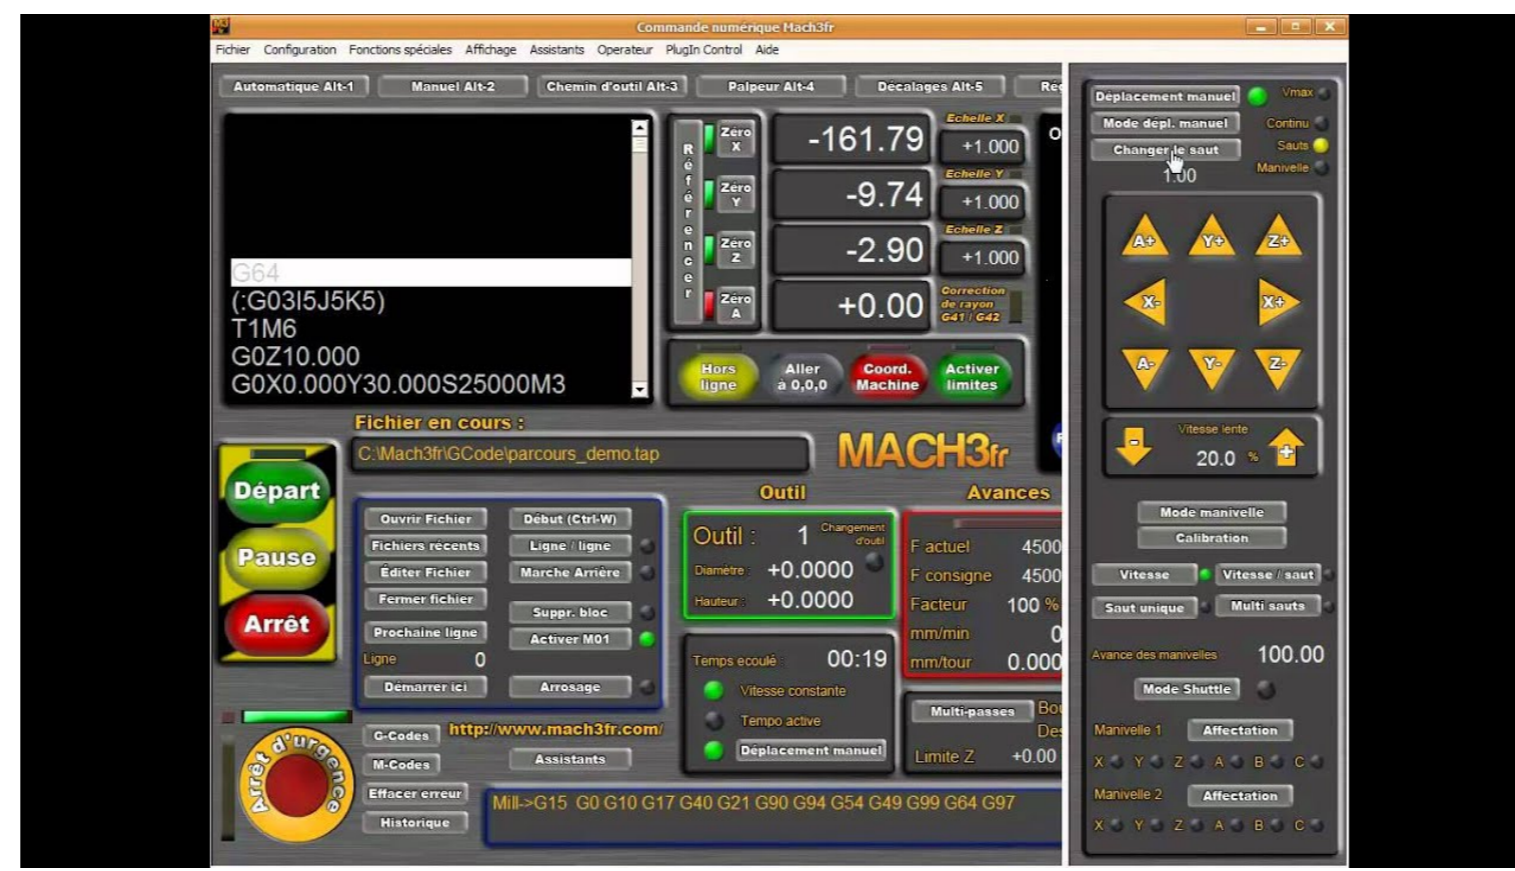 Commande numérique Mach3fr
Fichier Configuration Fonctions spéciales Affichage Assistants Operateur PlugIn Control Aide
Automatique Alt-1 Manuel Alt-2 Chemin d'outil Alt-3 Palpeur Alt-4 Décalages Alt-5 Rég
G64
(:G03I5J5K5)
T1M6
G0Z10.000
G0X0.000Y30.000S25000M3
Référencer
Zéro X -161.79 Echelle X +1.000
Zéro Y -9.74 Echelle Y +1.000
Zéro Z -2.90 Echelle Z +1.000
Zéro A +0.00 Correction de rayon G41 / G42
Hors ligne
Aller à 0,0,0
Coord. Machine
Activer limites
Fichier en cours :
C:\Mach3fr\GCode\parcours_demo.tap
MACH3fr
Départ
Pause
Arrêt
Ouvrir Fichier Début (Ctrl-W)
Fichiers récents Ligne / ligne
Éditer Fichier Marche Arrière
Fermer fichier Suppr. bloc
Prochaine ligne Activer M01
Ligne 0
Démarrer ici Arrosage
Outil
Outil : 1 Changement d'outil
Diamètre : +0.0000
Hauteur : +0.0000
Temps ecoulé 00:19
Vitesse constante
Tempo active
Déplacement manuel
Avances
F actuel 4500
F consigne 4500
Facteur 100 %
mm/min 0
mm/tour 0.000
Multi-passes Bou
Des
Limite Z +0.00
Arrêt d'urgence
G-Codes http://www.mach3fr.com/
M-Codes Assistants
Effacer erreur
Historique
Mill->G15 G0 G10 G17 G40 G21 G90 G94 G54 G49 G99 G64 G97
Déplacement manuel Vmax
Mode dépl. manuel Continu
Changer le saut Sauts
1.00 Manivelle
A+ Y+ Z+
X- X+
A- Y- Z-
Vitesse lente
- 20.0 % +
Mode manivelle
Calibration
Vitesse Vitesse / saut
Saut unique Multi sauts
Avance des manivelles 100.00
Mode Shuttle
Manivelle 1 Affectation
X Y Z A B C
Manivelle 2 Affectation
X Y Z A B C